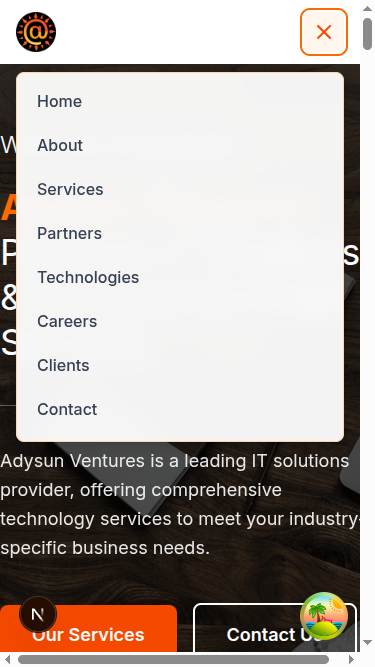 @
Home
W
About
Services
A
Partners
P s
Technologies
&
Careers
S
Clients
Contact
Adysun Ventures is a leading IT solutions
provider, offering comprehensive
technology services to meet your industry-
specific business needs.
N
Our Services
Contact U